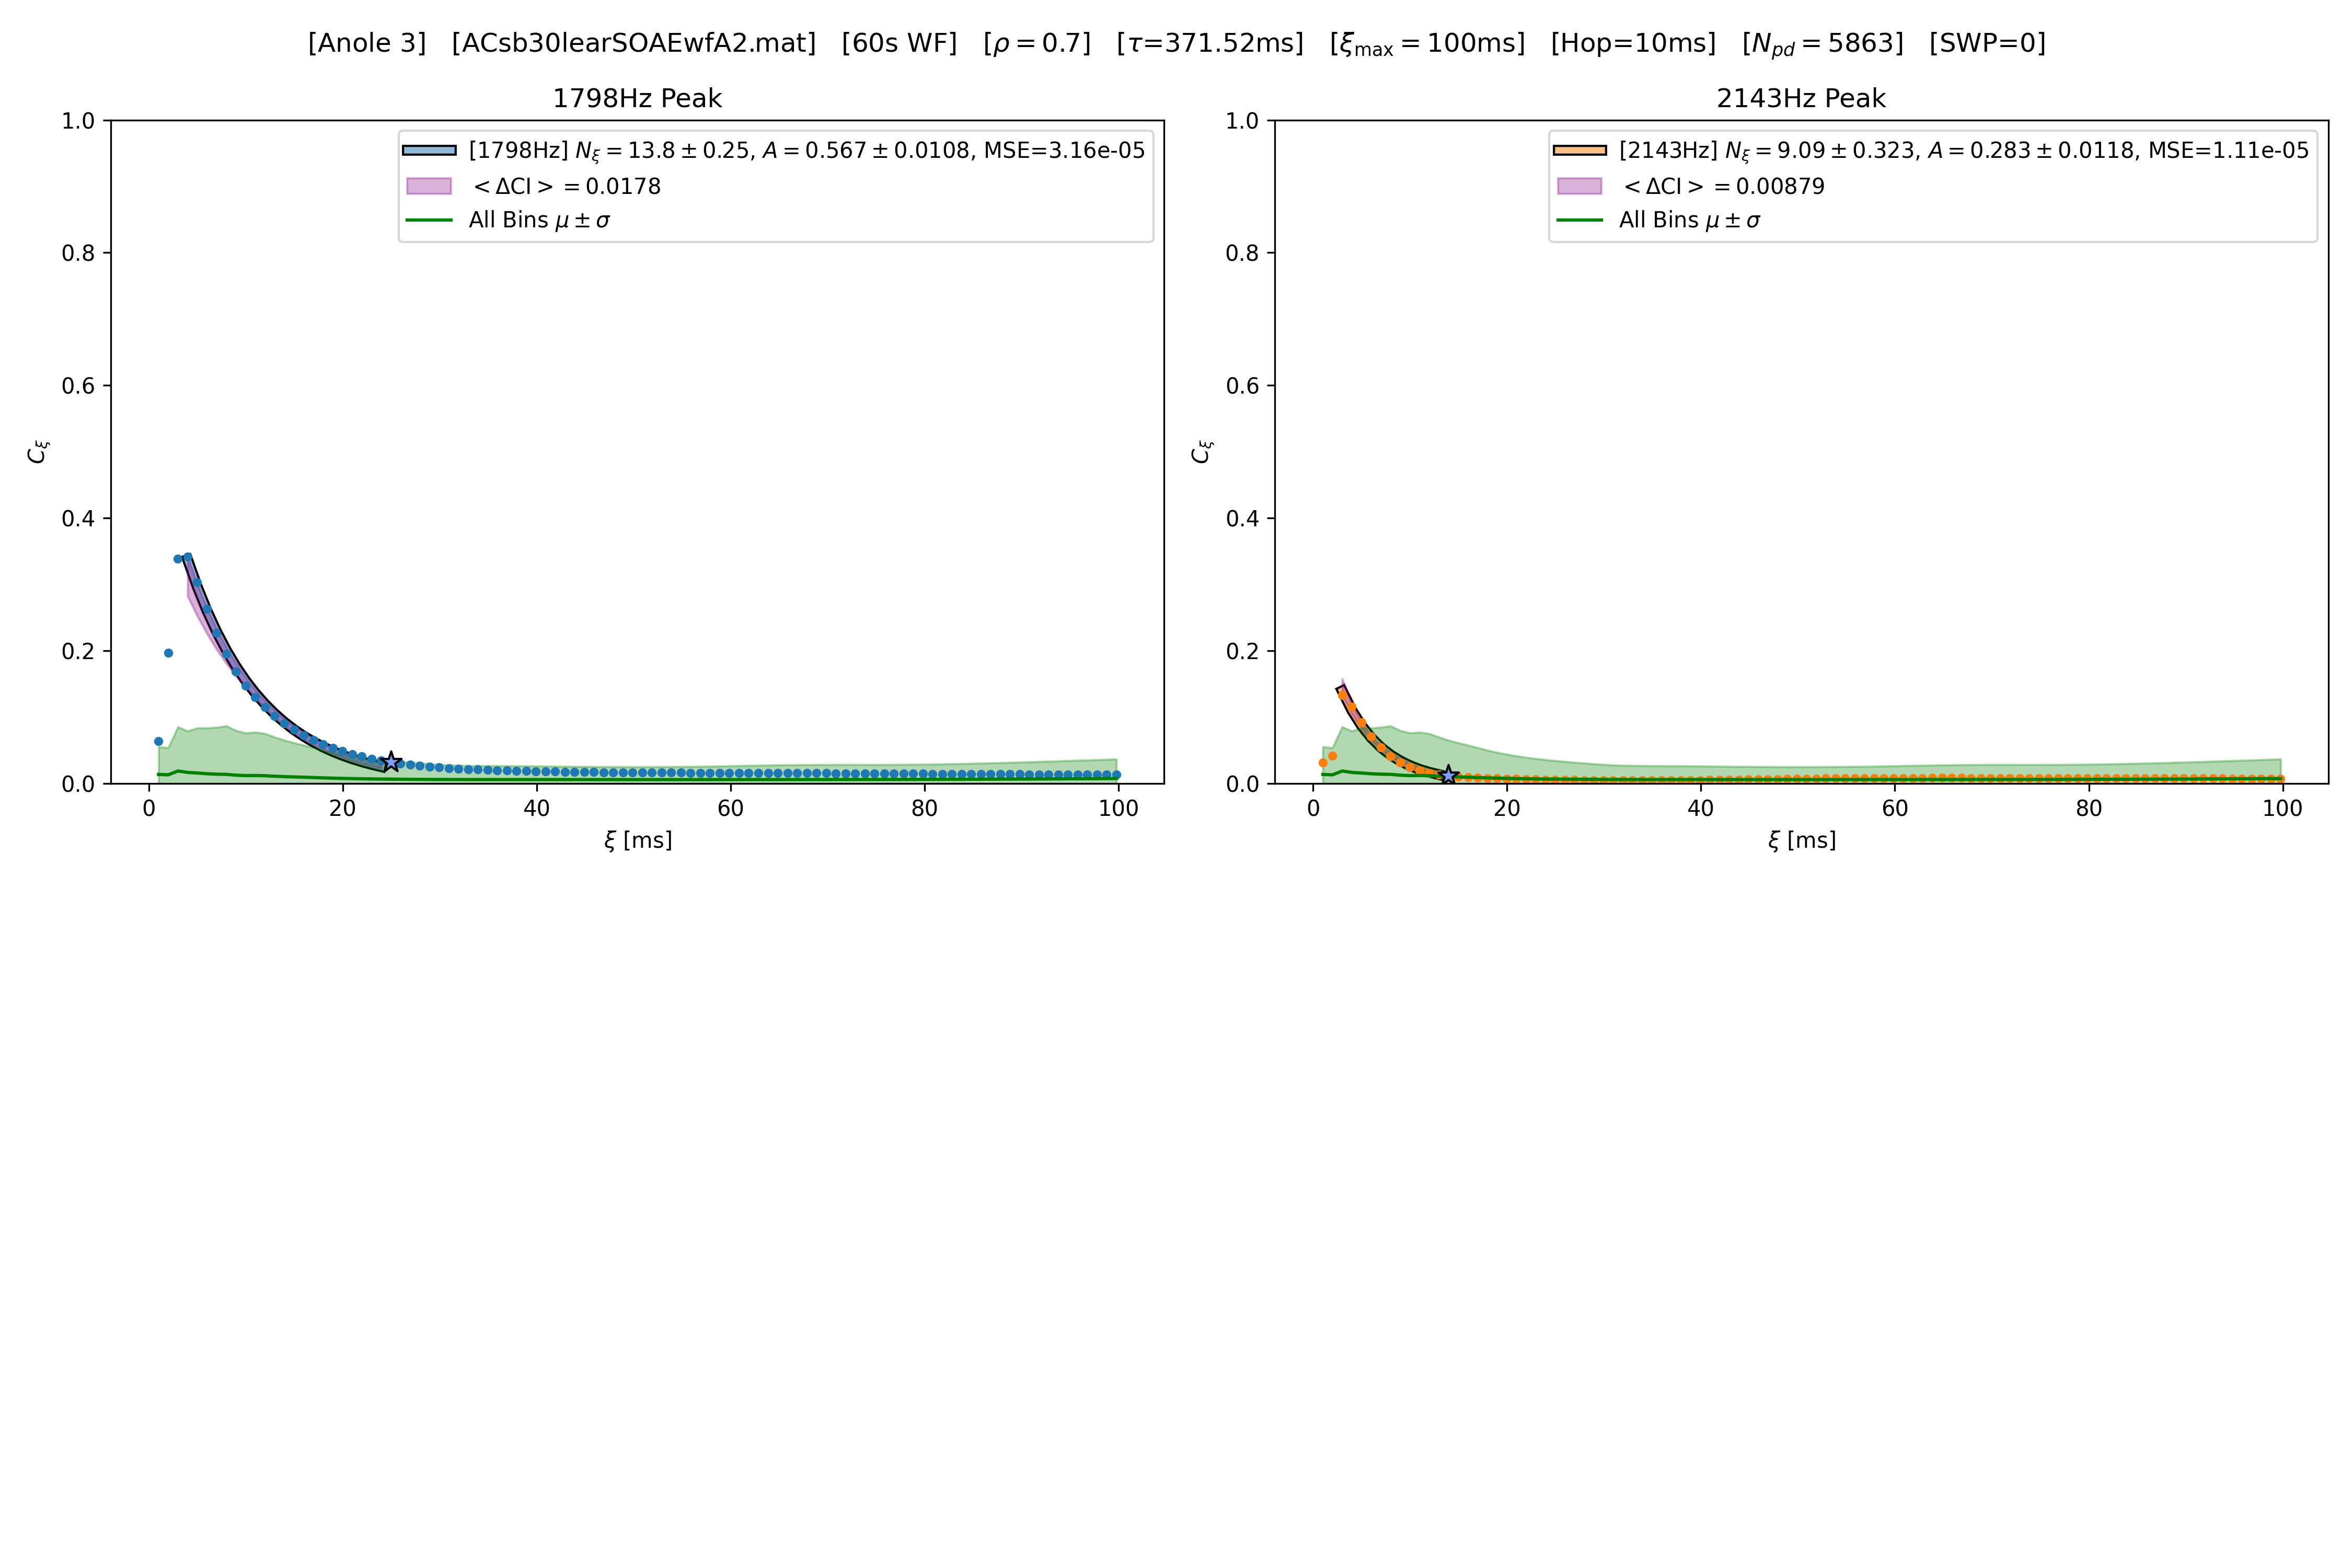 [Anole 3] [ACsb30learSOAEwfA2.mat] [60s WF] [ρ = 0.7] [τ=371.52ms] [ξmax = 100ms] [Hop=10ms] [Npd = 5863] [SWP=0]
1798Hz Peak
1.0
0.8
0.6
0.4
0.2
0.0
Cξ
[1798Hz] Nξ = 13.8 ± 0.25, A = 0.567 ± 0.0108, MSE=3.16e-05
< ΔCI > = 0.0178
All Bins μ ± σ
0 20 40 60 80 100
ξ [ms]
2143Hz Peak
1.0
0.8
0.6
0.4
0.2
0.0
Cξ
[2143Hz] Nξ = 9.09 ± 0.323, A = 0.283 ± 0.0118, MSE=1.11e-05
< ΔCI > = 0.00879
All Bins μ ± σ
0 20 40 60 80 100
ξ [ms]